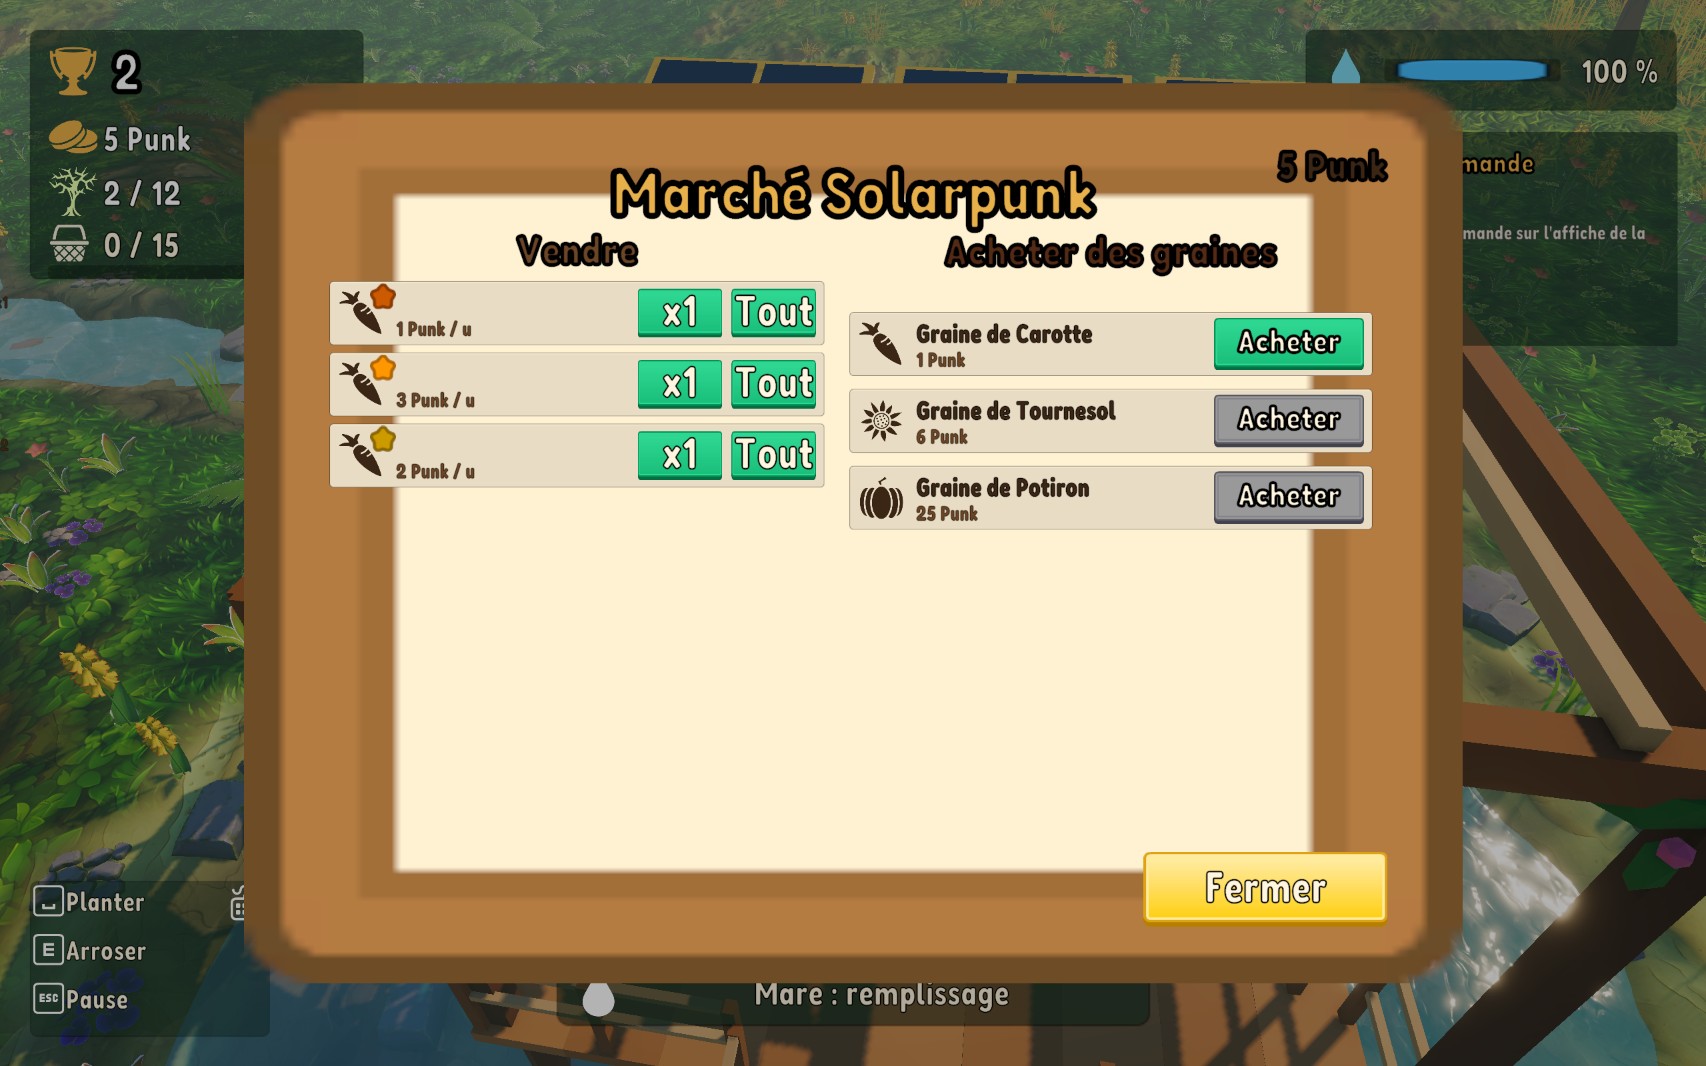 2
5 Punk
2 / 12
0 / 15
100 %
mande
mande sur l'affiche de la
5 Punk
Marché Solarpunk
Vendre
1 Punk / u
x1
Tout
3 Punk / u
x1
Tout
2 Punk / u
x1
Tout
Acheter des graines
Graine de Carotte
1 Punk
Acheter
Graine de Tournesol
6 Punk
Acheter
Graine de Potiron
25 Punk
Acheter
Fermer
Planter
E Arroser
ESC Pause
Mare : remplissage